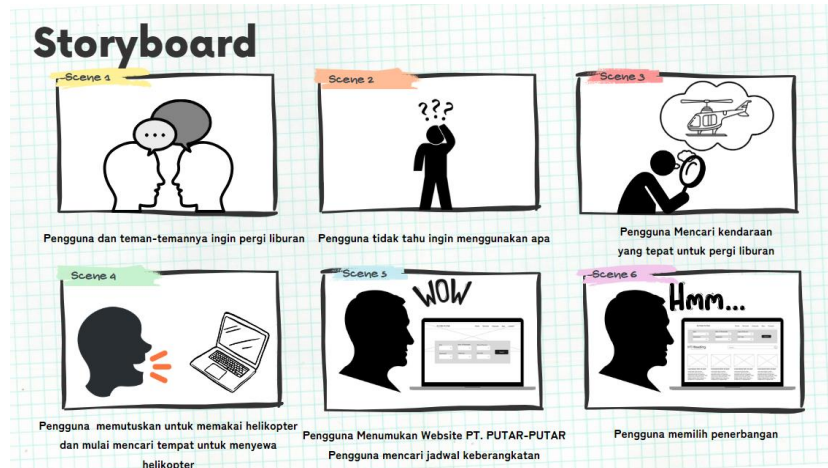 Storyboard
Scene 1
Scene 2
???
Scene 3
Pengguna dan teman-temannya ingin pergi liburan
Pengguna tidak tahu ingin menggunakan apa
Pengguna Mencari kendaraan
yang tepat untuk pergi liburan
Scene 4
Scene 5
WOW
Scene 6
Hmm...
Pengguna memutuskan untuk memakai helikopter
dan mulai mencari tempat untuk menyewa
helikopter
Pengguna Menumukan Website PT. PUTAR-PUTAR
Pengguna mencari jadwal keberangkatan
Pengguna memilih penerbangan